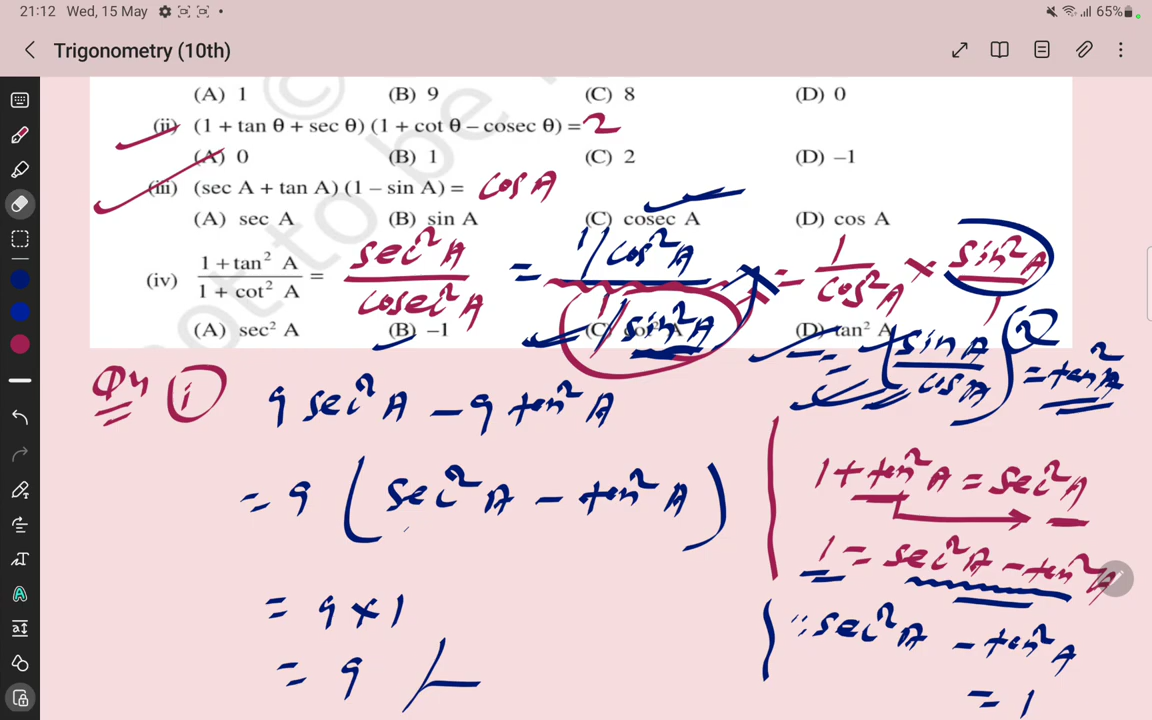 21:12 Wed, 15 May 65%
Trigonometry (10th)
© not to be
(A) 1 (B) 9 (C) 8 (D) 0
(ii) (1 + tan θ + sec θ) (1 + cot θ – cosec θ) = 2
(A) 0 (B) 1 (C) 2 (D) –1
(iii) (sec A + tan A) (1 – sin A) = cos A
(A) sec A (B) sin A (C) cosec A (D) cos A
(iv) (1 + tan² A)/(1 + cot² A) = sec²A/cosec²A = (1/cos²A)/(1/sin²A) = 1/cos²A × sin²A/1
(A) sec² A (B) –1 (C) cot² A (D) tan² A
= (sin A/cos A)² = tan²A
Q4 (i) 9 sec²A – 9 tan²A
= 9 (sec²A – tan²A)
1 + tan²A = sec²A
1 = sec²A – tan²A
= 9 × 1
∵ sec²A – tan²A
= 9
= 1